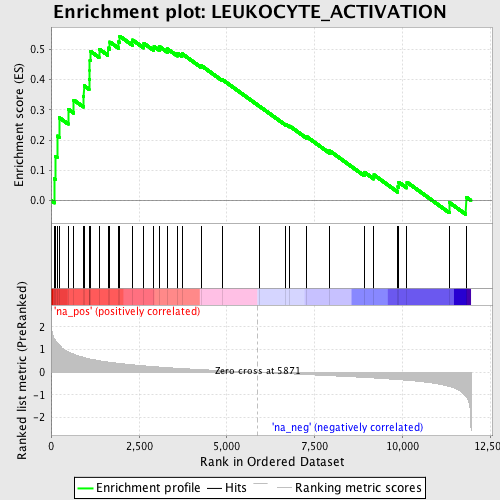 Enrichment plot: LEUKOCYTE_ACTIVATION
Enrichment score (ES)
0.5
0.4
0.3
0.2
0.1
0.0
'na_pos' (positively correlated)
Ranked list metric (PreRanked)
2
1
0
-1
-2
Zero cross at 5871
'na_neg' (negatively correlated)
0 2,500 5,000 7,500 10,000 12,500
Rank in Ordered Dataset
Enrichment profile Hits Ranking metric scores